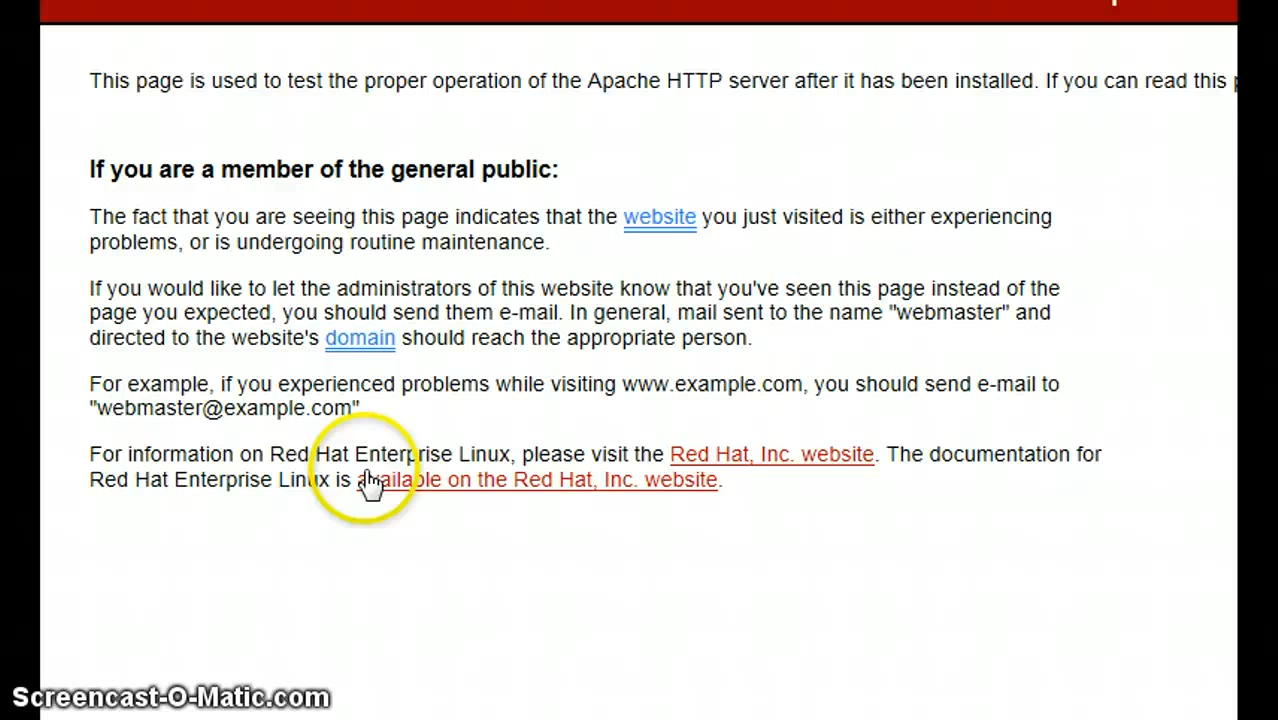 This page is used to test the proper operation of the Apache HTTP server after it has been installed. If you can read this
If you are a member of the general public:
The fact that you are seeing this page indicates that the website you just visited is either experiencing
problems, or is undergoing routine maintenance.
If you would like to let the administrators of this website know that you've seen this page instead of the
page you expected, you should send them e-mail. In general, mail sent to the name "webmaster" and
directed to the website's domain should reach the appropriate person.
For example, if you experienced problems while visiting www.example.com, you should send e-mail to
"webmaster@example.com"
For information on Red Hat Enterprise Linux, please visit the Red Hat, Inc. website. The documentation for
Red Hat Enterprise Linux is available on the Red Hat, Inc. website.
Screencast-O-Matic.com